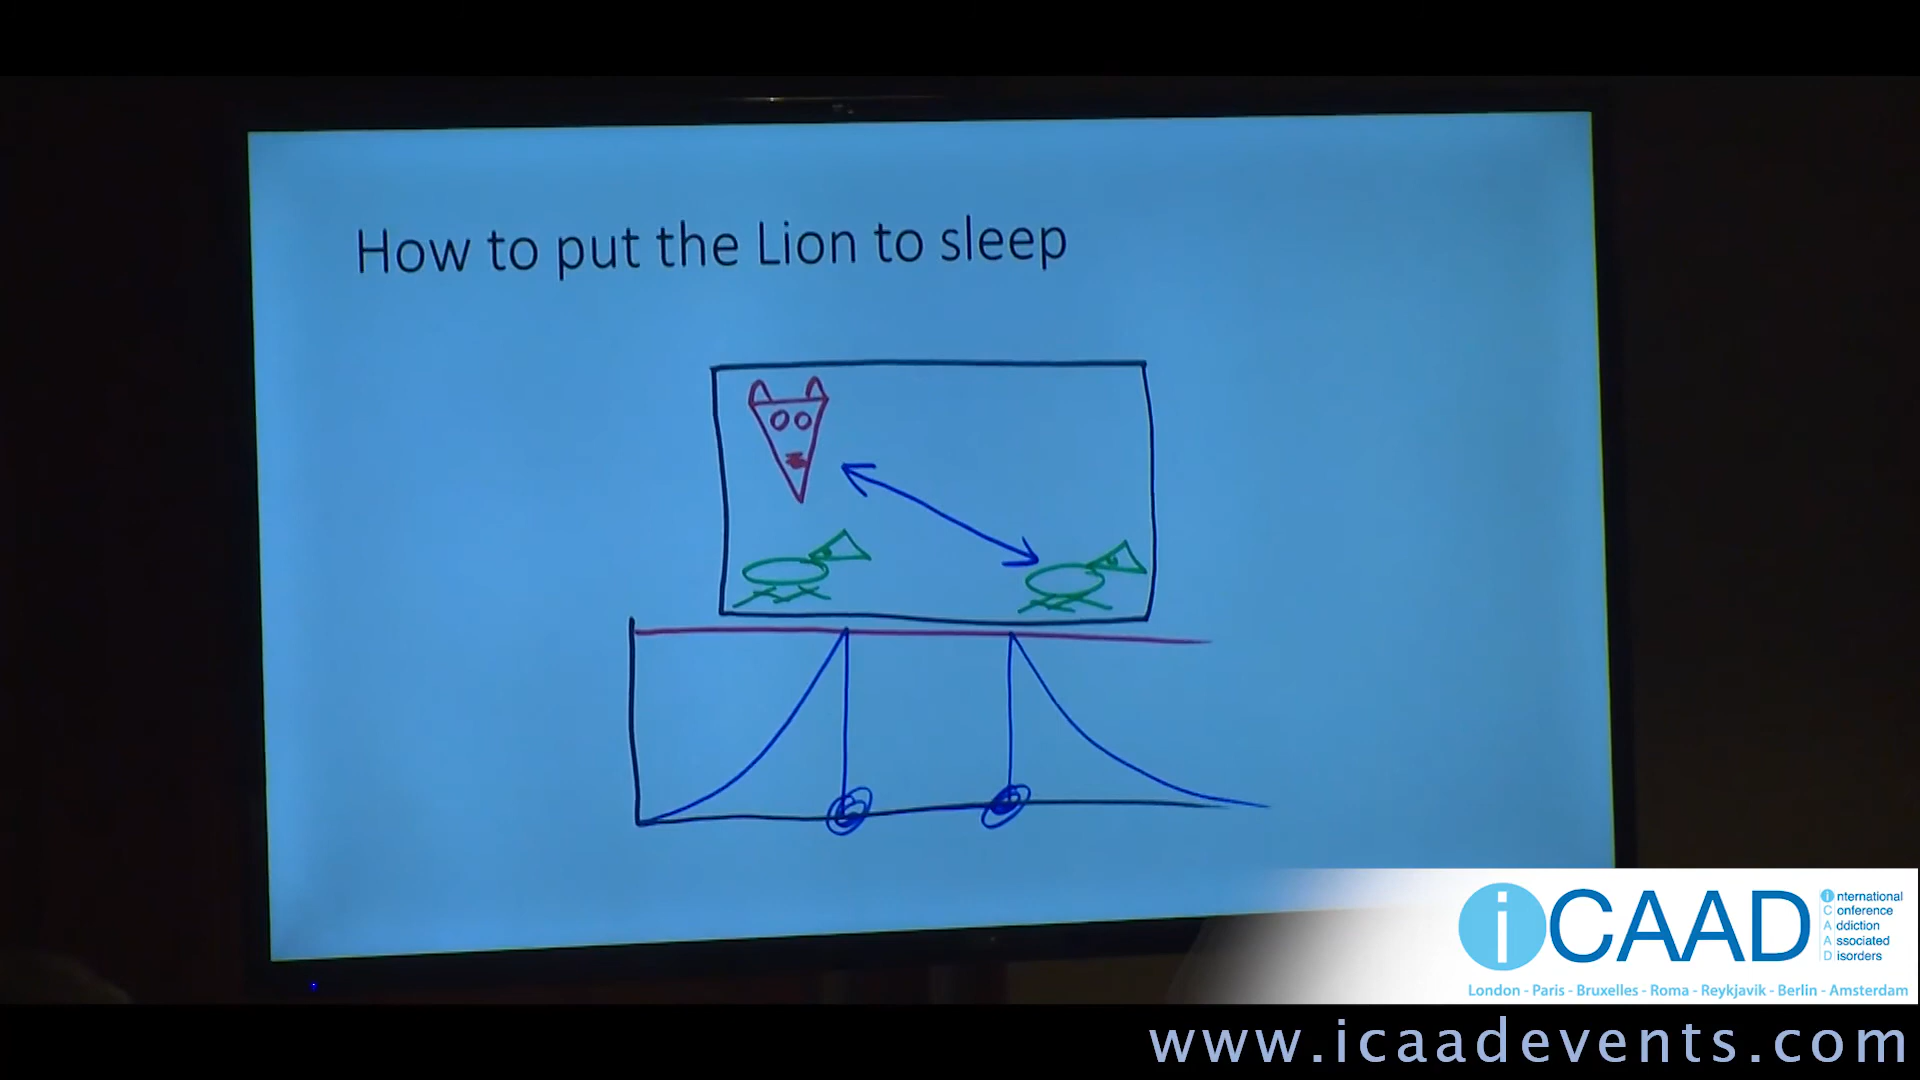 How to put the Lion to sleep
iCAAD
international
Conference
Addiction
Associated
Disorders
London - Paris - Bruxelles - Roma - Reykjavik - Berlin - Amsterdam
www.icaadevents.com